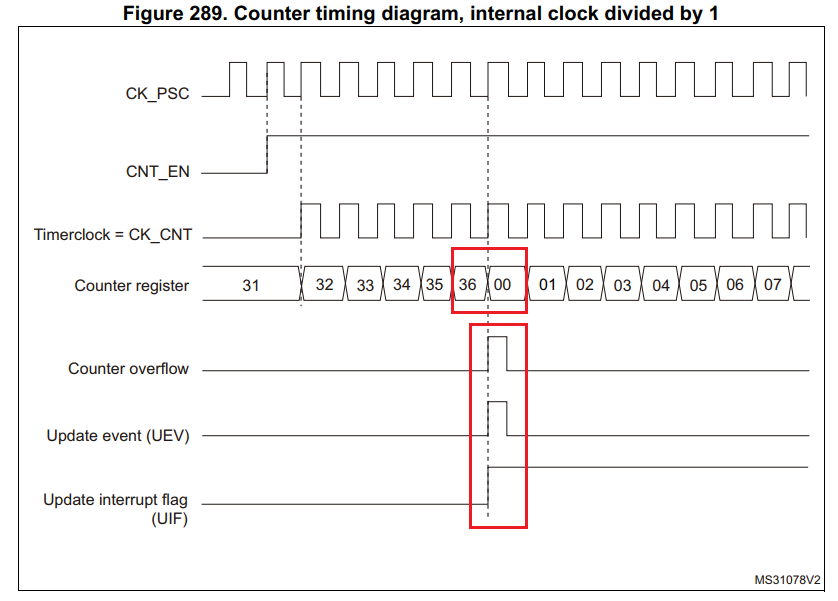 Figure 289. Counter timing diagram, internal clock divided by 1
CK_PSC
CNT_EN
Timerclock = CK_CNT
Counter register 31 32 33 34 35 36 00 01 02 03 04 05 06 07
Counter overflow
Update event (UEV)
Update interrupt flag
(UIF)
MS31078V2